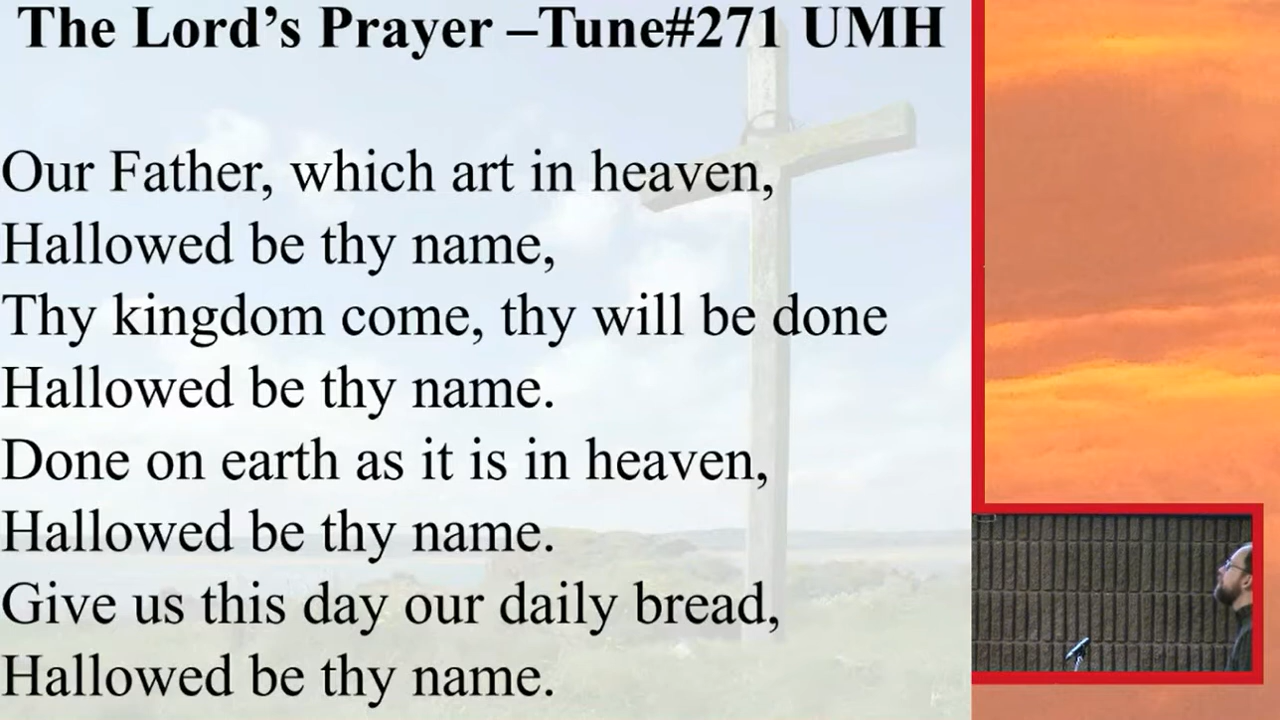 The Lord’s Prayer –Tune#271 UMH
Our Father, which art in heaven,
Hallowed be thy name,
Thy kingdom come, thy will be done
Hallowed be thy name.
Done on earth as it is in heaven,
Hallowed be thy name.
Give us this day our daily bread,
Hallowed be thy name.